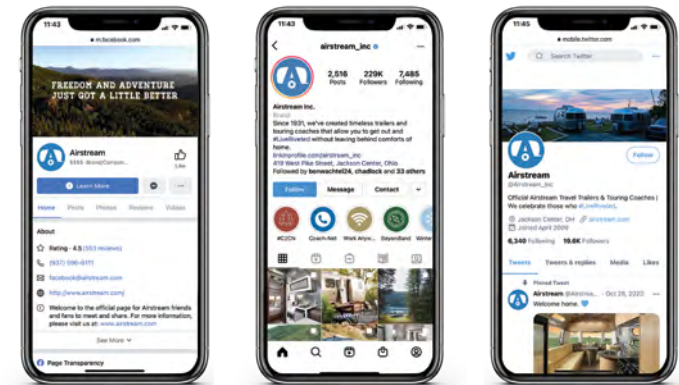 11:43
m.facebook.com
FREEDOM AND ADVENTURE
JUST GOT A LITTLE BETTER
Airstream
Like
Learn More
Home Posts Photos Reviews Videos
About
Rating · 4.5 (553 reviews)
(937) 596-6111
facebook@airstream.com
http://www.airstream.com/
Welcome to the official page for Airstream friends
and fans to meet and share. For more information,
please visit us at: www.airstream.com
See More
Page Transparency
11:43
airstream_inc
2,516 229K 7,485
Posts Followers Following
Airstream Inc.
Brand
Since 1931, we've created timeless trailers and
touring coaches that allow you to get out and
#LiveRiveted without leaving behind comforts of
home.
linkinprofile.com/airstream_inc
419 West Pike Street, Jackson Center, Ohio
Followed by benwachtel24, chadlock and 33 others
Follow Message Contact
#C2CN Coach-Net Work Anyw... BeyondLand Winter
11:45
mobile.twitter.com
Search Twitter
Follow
Airstream
@Airstream_Inc
Official Airstream Travel Trailers & Touring Coaches |
We celebrate those who #LiveRiveted.
Jackson Center, OH airstream.com
Joined April 2009
6,340 Following 19.6K Followers
Tweets Tweets & replies Media Likes
Pinned Tweet
Airstream @Airstrea... · Oct 28, 2020
Welcome home.